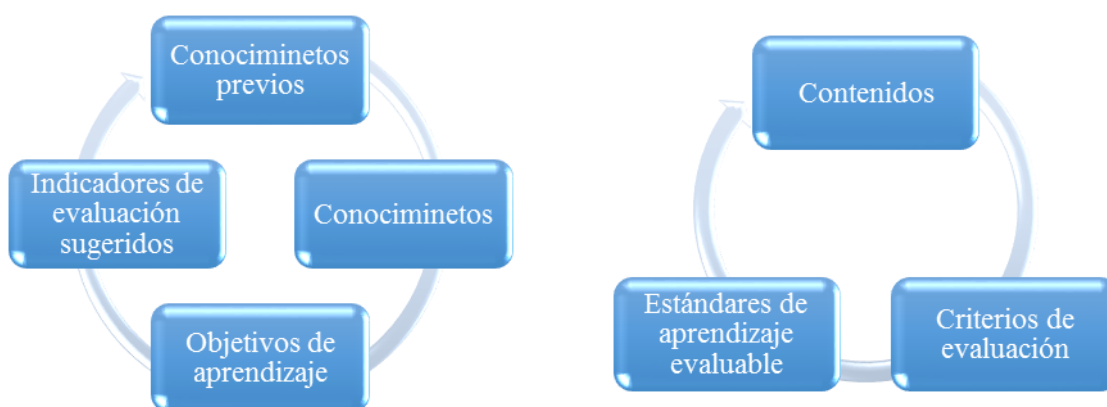 Conociminetos
previos
Conociminetos
Objetivos de
aprendizaje
Indicadores de
evaluación
sugeridos
Contenidos
Criterios de
evaluación
Estándares de
aprendizaje
evaluable